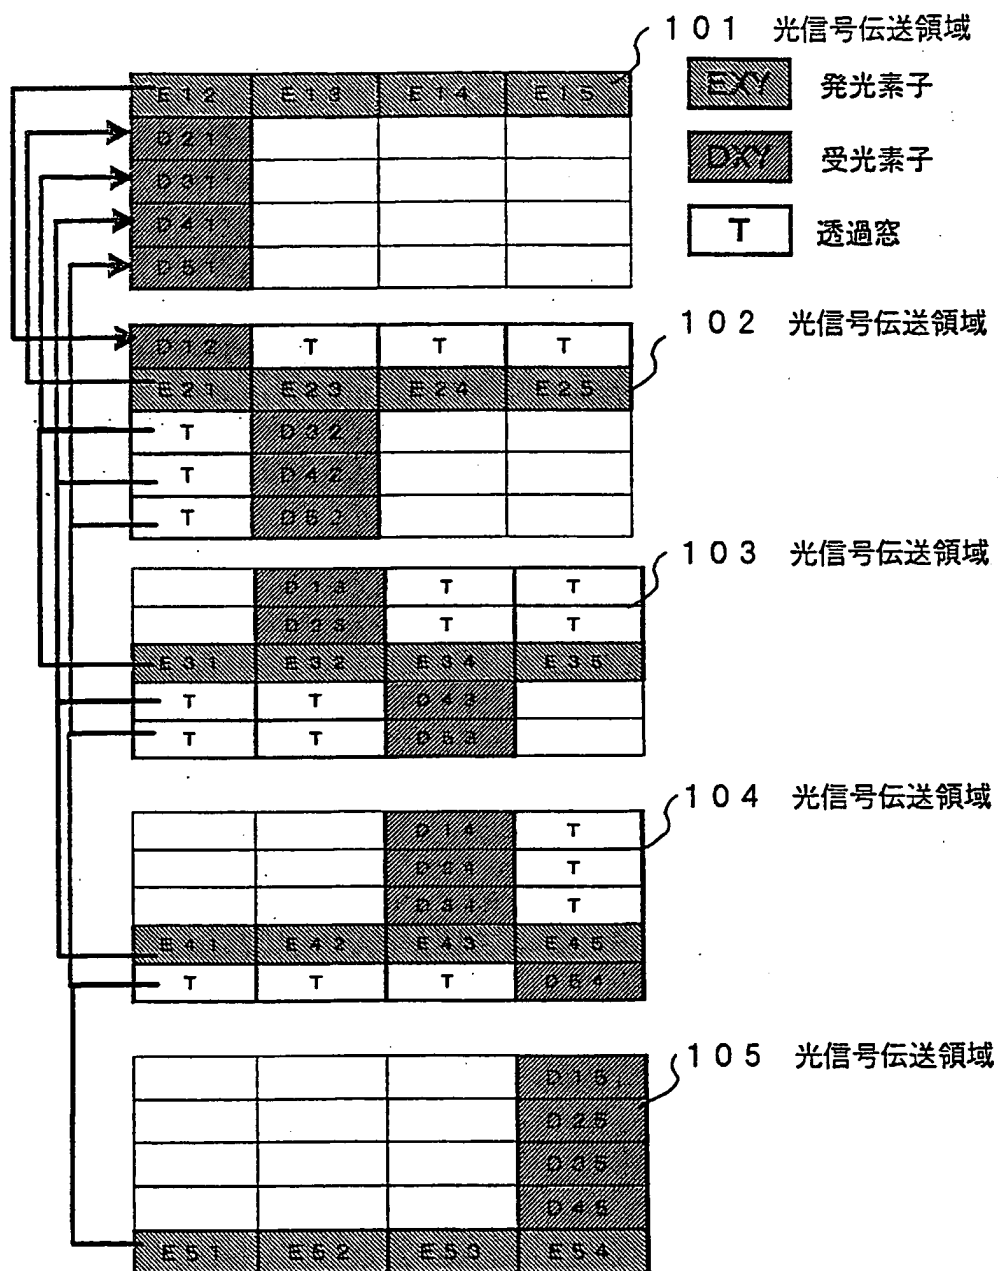 101 光信号伝送領域
EXY 発光素子
DXY 受光素子
T 透過窓
E12 E13 E14 E15
D21
D31
D41
D51
102 光信号伝送領域
D12 T T T
E21 E23 E24 E25
T D32
T D42
T D52
103 光信号伝送領域
D13 T T
D23 T T
E31 E32 E34 E35
T T D43
T T D53
104 光信号伝送領域
D14 T
D24 T
D34 T
E41 E42 E43 E45
T T T D54
105 光信号伝送領域
D15
D25
D35
D45
E51 E52 E53 E54